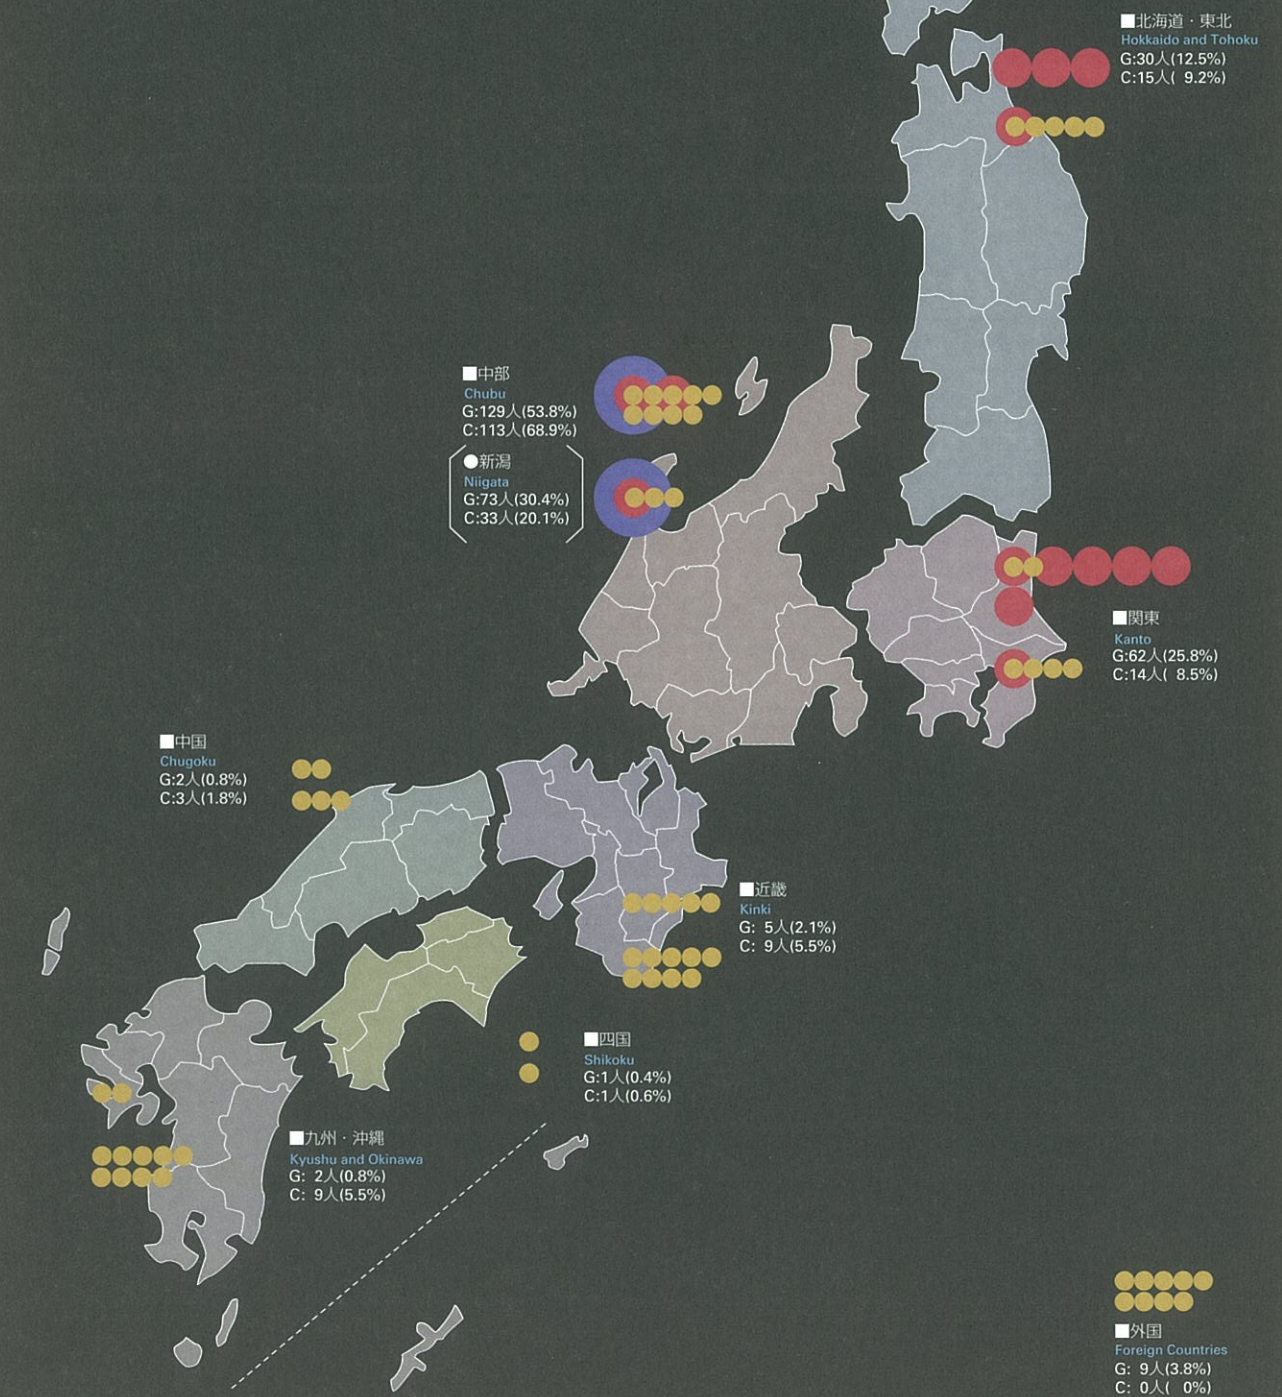 ■北海道・東北
Hokkaido and Tohoku
G:30人(12.5%)
C:15人( 9.2%)
■中部
Chubu
G:129人(53.8%)
C:113人(68.9%)
●新潟
Niigata
G:73人(30.4%)
C:33人(20.1%)
■関東
Kanto
G:62人(25.8%)
C:14人( 8.5%)
■中国
Chugoku
G:2人(0.8%)
C:3人(1.8%)
■近畿
Kinki
G: 5人(2.1%)
C: 9人(5.5%)
■四国
Shikoku
G:1人(0.4%)
C:1人(0.6%)
■九州・沖縄
Kyushu and Okinawa
G: 2人(0.8%)
C: 9人(5.5%)
■外国
Foreign Countries
G: 9人(3.8%)
C: 0人( 0%)